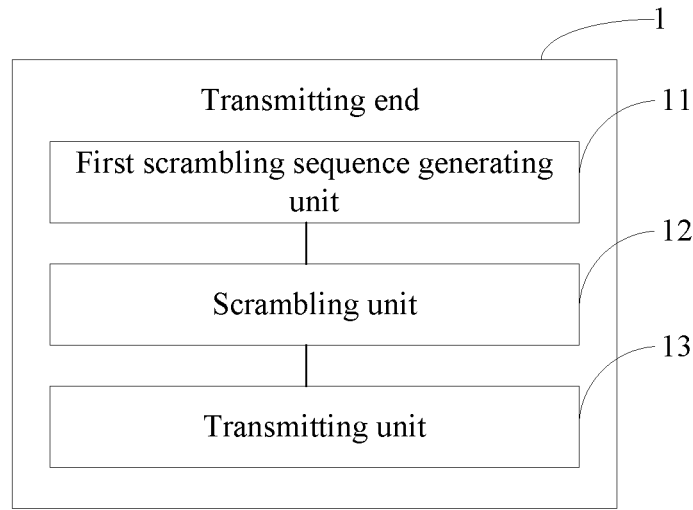 1
Transmitting end
11
First scrambling sequence generating
unit
12
Scrambling unit
13
Transmitting unit